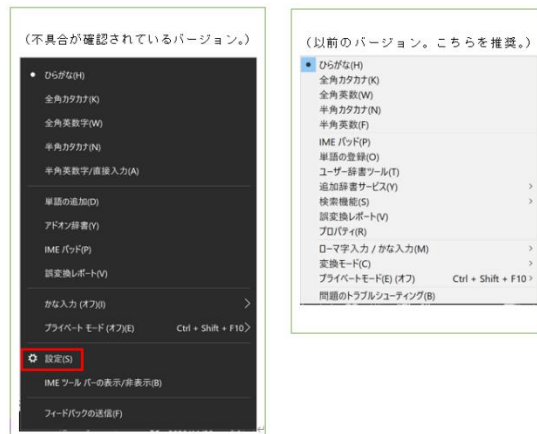 (不具合が確認されているバージョン。)
● ひらがな(H)
全角カタカナ(K)
全角英数字(W)
半角カタカナ(N)
半角英数字/直接入力(A)
単語の追加(D)
アドオン辞書(Y)
IME パッド(P)
誤変換レポート(V)
かな入力 (オフ)(I) >
プライベート モード (オフ)(E) Ctrl + Shift + F10 >
設定(S)
IME ツール バーの表示/非表示(B)
フィードバックの送信(F)
(以前のバージョン。こちらを推奨。)
● ひらがな(H)
全角カタカナ(K)
全角英数(W)
半角カタカナ(N)
半角英数(F)
IME パッド(P)
単語の登録(O)
ユーザー辞書ツール(T)
追加辞書サービス(Y) >
検索機能(S) >
誤変換レポート(V)
プロパティ(R)
ローマ字入力 / かな入力(M) >
変換モード(C) >
プライベートモード(E) (オフ) Ctrl + Shift + F10 >
問題のトラブルシューティング(B)